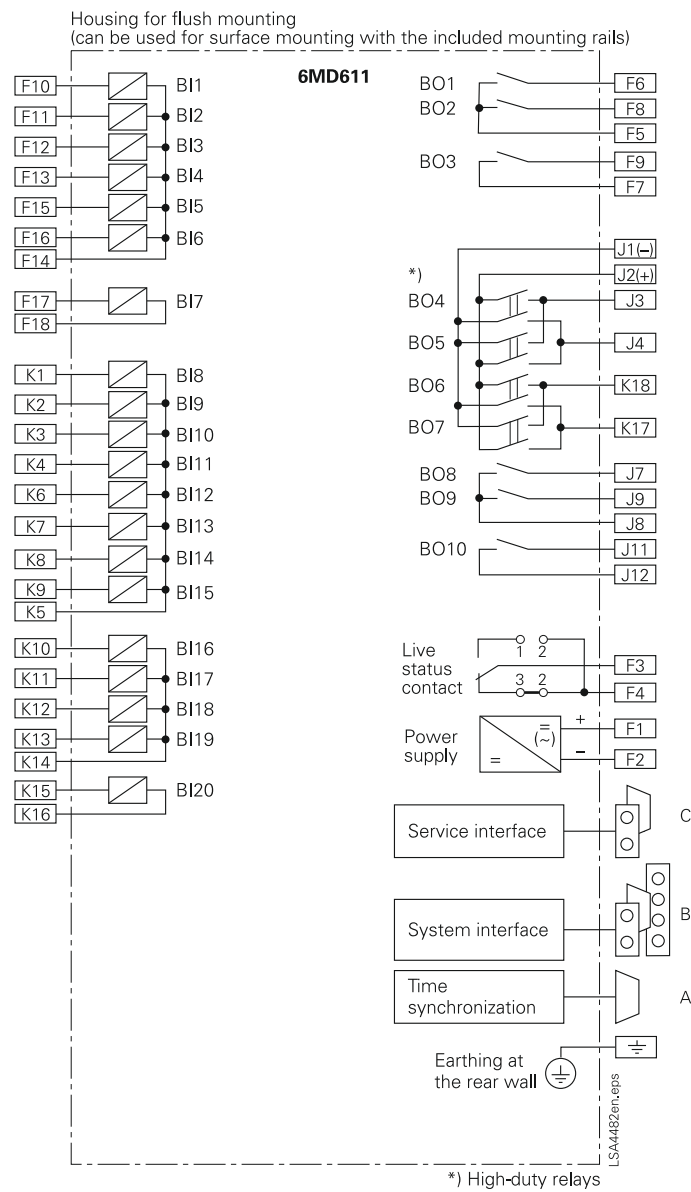 Housing for flush mounting
(can be used for surface mounting with the included mounting rails)
6MD611
F10 BI1
F11 BI2
F12 BI3
F13 BI4
F15 BI5
F16 BI6
F14
F17 BI7
F18
K1 BI8
K2 BI9
K3 BI10
K4 BI11
K6 BI12
K7 BI13
K8 BI14
K9 BI15
K5
K10 BI16
K11 BI17
K12 BI18
K13 BI19
K14
K15 BI20
K16
BO1 F6
BO2 F8
F5
BO3 F9
F7
J1(–)
*) J2(+)
BO4 J3
BO5 J4
BO6 K18
BO7 K17
BO8 J7
BO9 J9
J8
BO10 J11
J12
Live
status
contact
1 2
3 2
F3
F4
Power
supply
= (~)
=
+ F1
– F2
Service interface C
System interface B
Time
synchronization A
Earthing at
the rear wall
LSA4482en.eps
*) High-duty relays